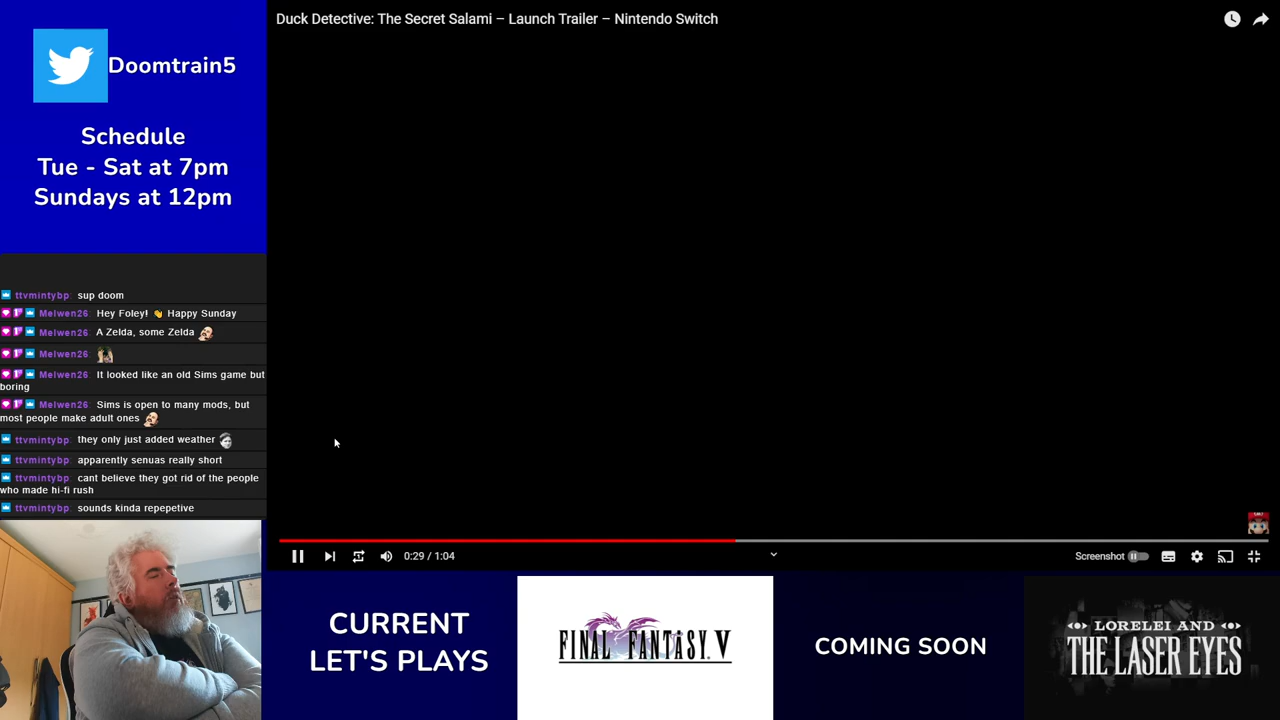 Doomtrain5
Schedule
Tue - Sat at 7pm
Sundays at 12pm
ttvmintybp: sup doom
Melwen26: Hey Foley! 👋 Happy Sunday
Melwen26: A Zelda, some Zelda
Melwen26:
Melwen26: It looked like an old Sims game but
boring
Melwen26: Sims is open to many mods, but
most people make adult ones
ttvmintybp: they only just added weather
ttvmintybp: apparently senuas really short
ttvmintybp: cant believe they got rid of the people
who made hi-fi rush
ttvmintybp: sounds kinda repepetive
Duck Detective: The Secret Salami – Launch Trailer – Nintendo Switch
0:29 / 1:04
Screenshot
CURRENT
LET'S PLAYS
FINAL FANTASY V
COMING SOON
LORELEI AND
THE LASER EYES